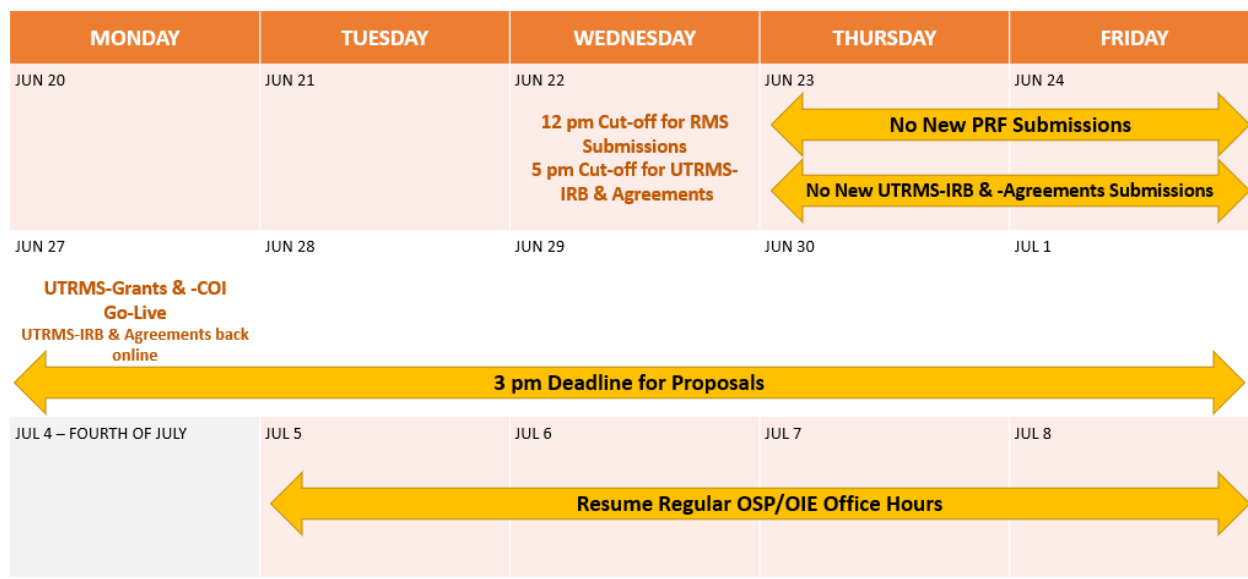 MONDAY
TUESDAY
WEDNESDAY
THURSDAY
FRIDAY
JUN 20
JUN 21
JUN 22
JUN 23
JUN 24
12 pm Cut-off for RMS
Submissions
5 pm Cut-off for UTRMS-
IRB & Agreements
No New PRF Submissions
No New UTRMS-IRB & -Agreements Submissions
JUN 27
JUN 28
JUN 29
JUN 30
JUL 1
UTRMS-Grants & -COI
Go-Live
UTRMS-IRB & Agreements back
online
3 pm Deadline for Proposals
JUL 4 – FOURTH OF JULY
JUL 5
JUL 6
JUL 7
JUL 8
Resume Regular OSP/OIE Office Hours